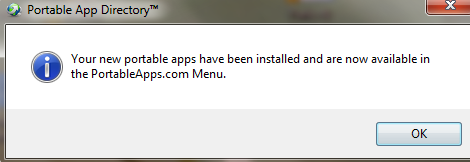 Portable App Directory™
Your new portable apps have been installed and are now available in
the PortableApps.com Menu.
OK